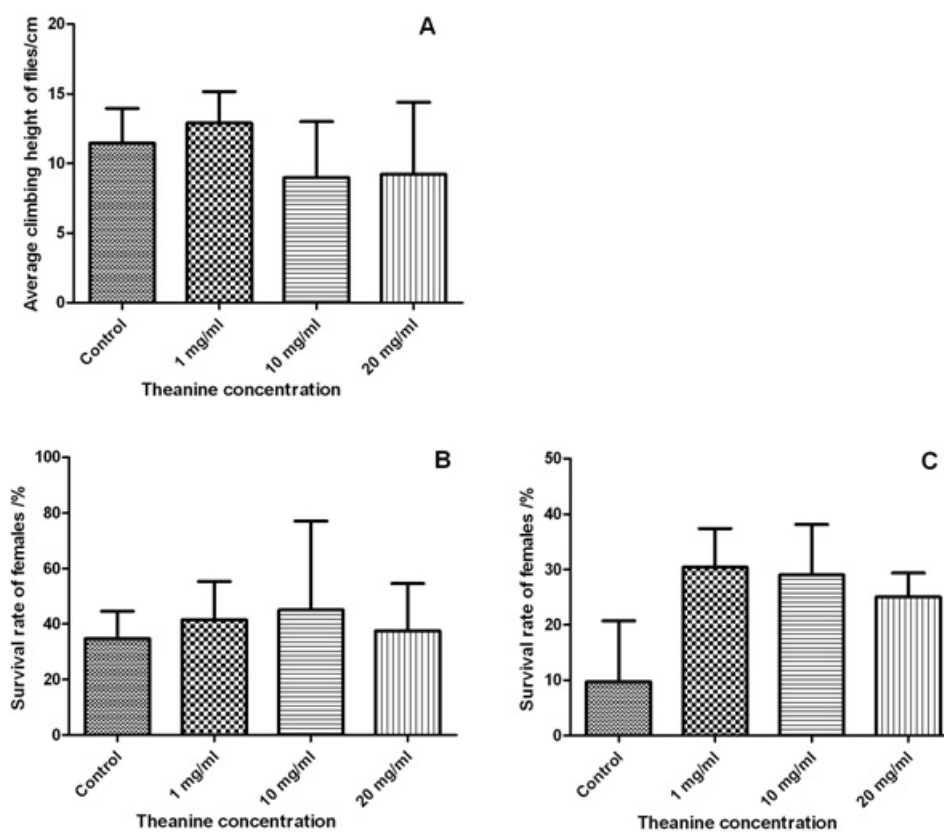 A
Average climbing height of flies/cm
20
15
10
5
0
Control
1 mg/ml
10 mg/ml
20 mg/ml
Theanine concentration
B
Survival rate of females /%
100
80
60
40
20
0
Control
1 mg/ml
10 mg/ml
20 mg/ml
Theanine concentration
C
Survival rate of females /%
50
40
30
20
10
0
Control
1 mg/ml
10 mg/ml
20 mg/ml
Theanine concentration